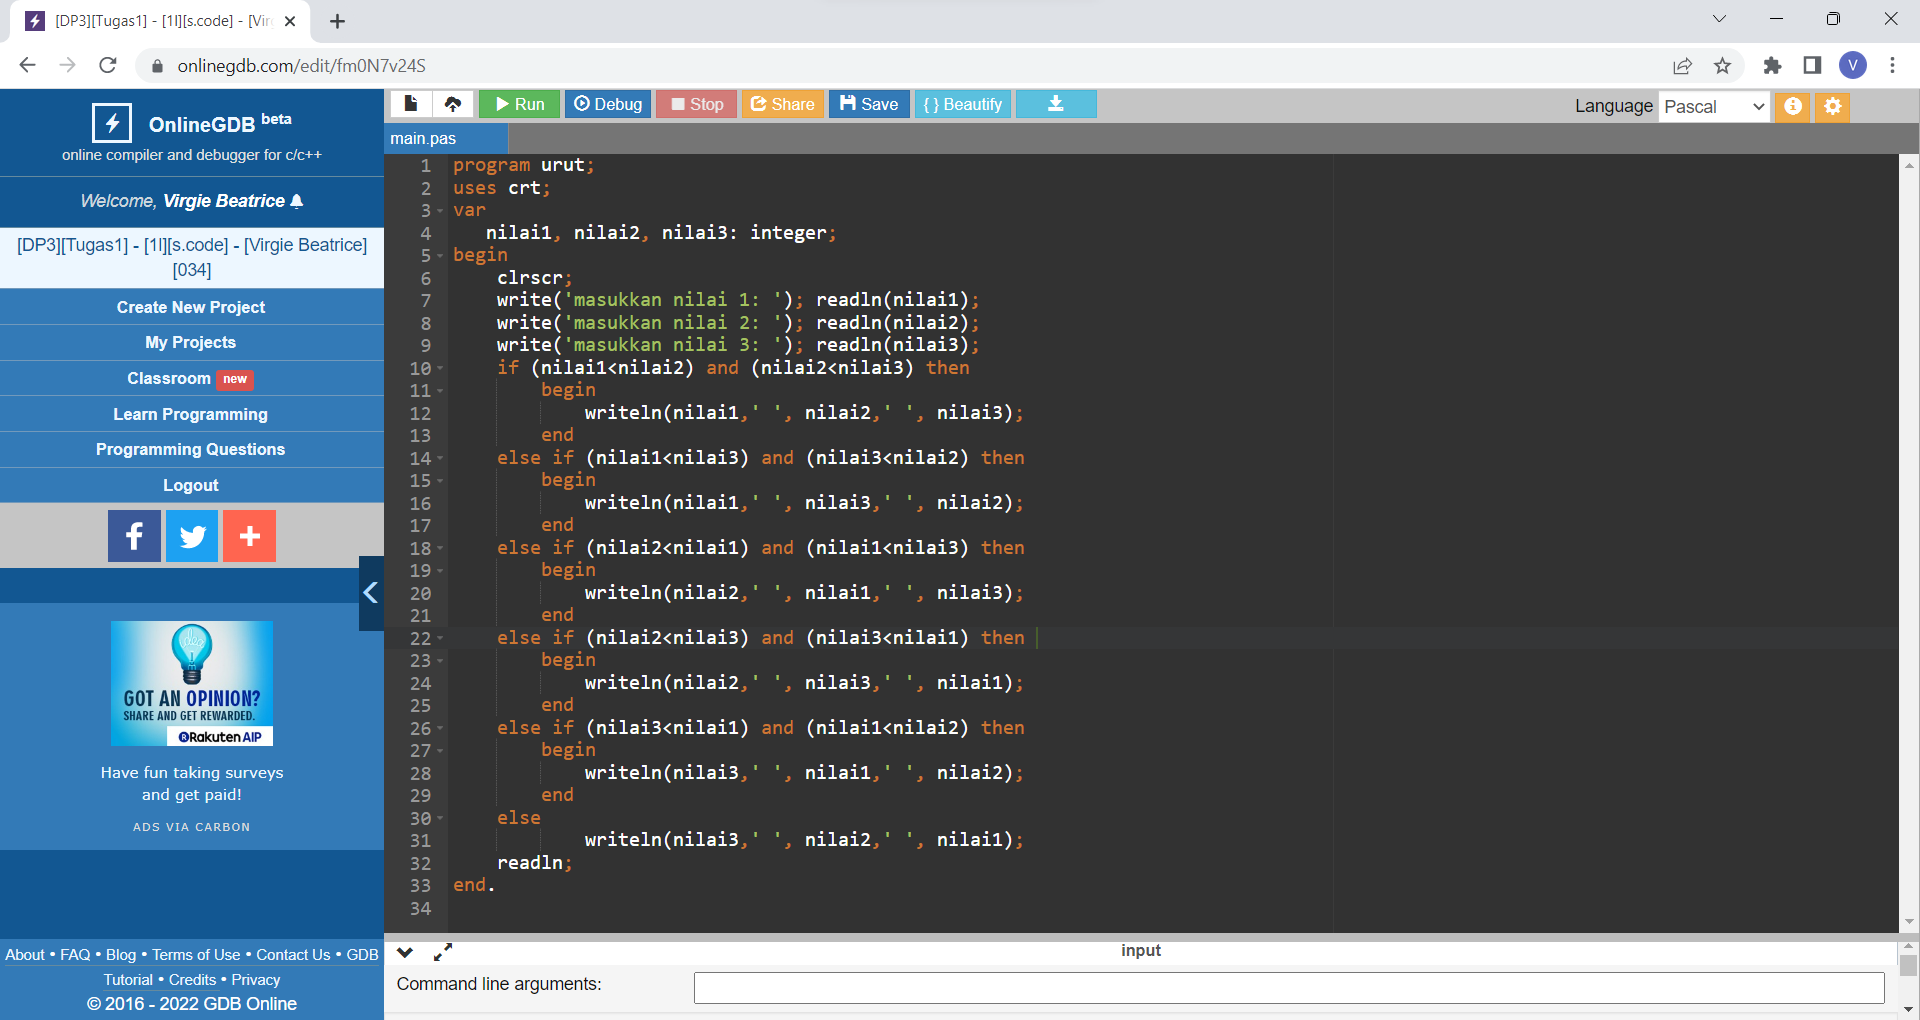 [DP3][Tugas1] - [1I][s.code] - [Vir
onlinegdb.com/edit/fm0N7v24S
V
OnlineGDB beta
online compiler and debugger for c/c++
Welcome, Virgie Beatrice
[DP3][Tugas1] - [1I][s.code] - [Virgie Beatrice]
[034]
Create New Project
My Projects
Classroom new
Learn Programming
Programming Questions
Logout
idea
GOT AN OPINION?
SHARE AND GET REWARDED.
Rakuten AIP
Have fun taking surveys
and get paid!
ADS VIA CARBON
About • FAQ • Blog • Terms of Use • Contact Us • GDB
Tutorial • Credits • Privacy
© 2016 - 2022 GDB Online
Run Debug Stop Share Save {} Beautify Language Pascal
main.pas
1 program urut;
2 uses crt;
3 var
4 nilai1, nilai2, nilai3: integer;
5 begin
6 clrscr;
7 write('masukkan nilai 1: '); readln(nilai1);
8 write('masukkan nilai 2: '); readln(nilai2);
9 write('masukkan nilai 3: '); readln(nilai3);
10 if (nilai1<nilai2) and (nilai2<nilai3) then
11 begin
12 writeln(nilai1,' ', nilai2,' ', nilai3);
13 end
14 else if (nilai1<nilai3) and (nilai3<nilai2) then
15 begin
16 writeln(nilai1,' ', nilai3,' ', nilai2);
17 end
18 else if (nilai2<nilai1) and (nilai1<nilai3) then
19 begin
20 writeln(nilai2,' ', nilai1,' ', nilai3);
21 end
22 else if (nilai2<nilai3) and (nilai3<nilai1) then
23 begin
24 writeln(nilai2,' ', nilai3,' ', nilai1);
25 end
26 else if (nilai3<nilai1) and (nilai1<nilai2) then
27 begin
28 writeln(nilai3,' ', nilai1,' ', nilai2);
29 end
30 else
31 writeln(nilai3,' ', nilai2,' ', nilai1);
32 readln;
33 end.
34
input
Command line arguments: